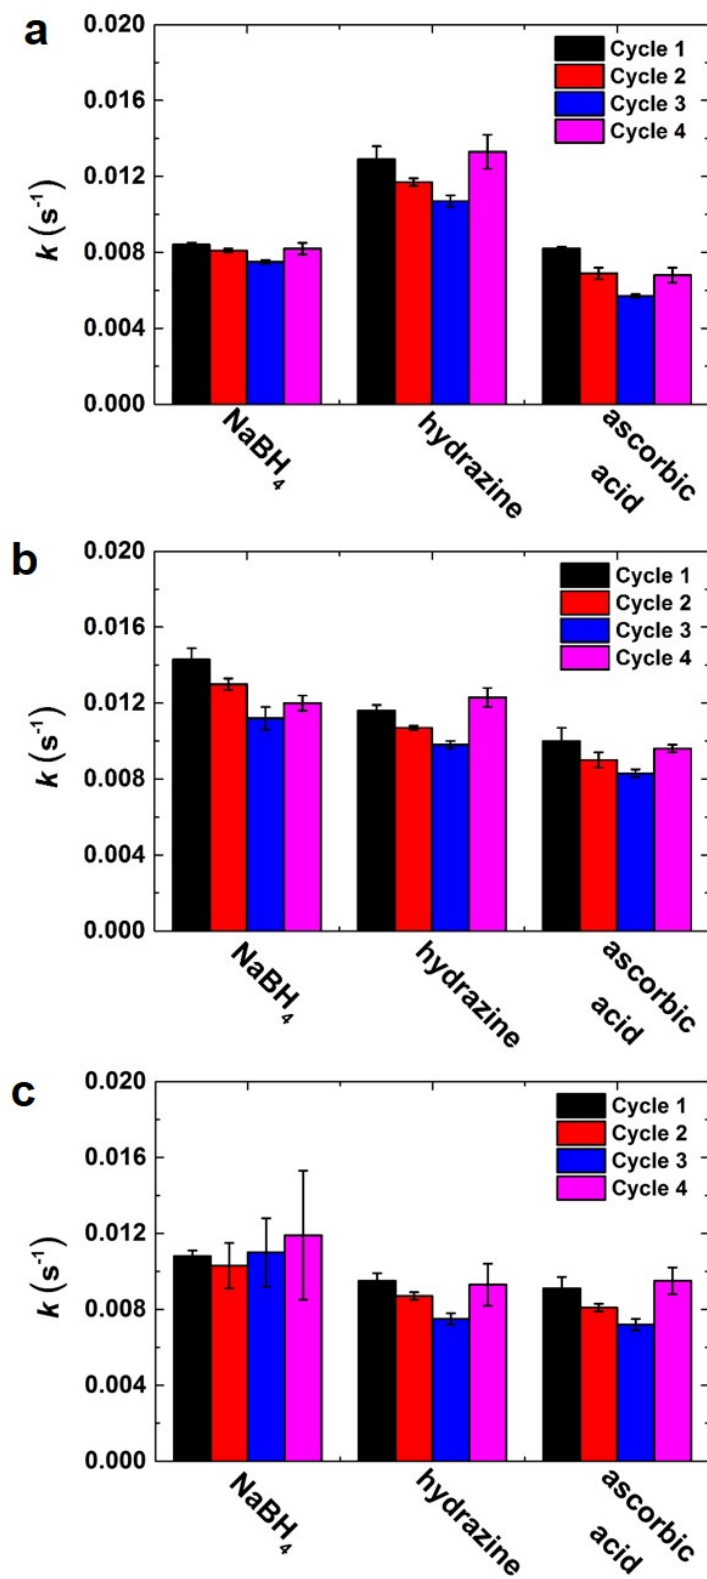 a
0.020
Cycle 1
Cycle 2
0.016
Cycle 3
Cycle 4
0.012
k (s⁻¹)
0.008
0.004
0.000
NaBH₄
hydrazine
ascorbic
acid
b
0.020
Cycle 1
Cycle 2
0.016
Cycle 3
Cycle 4
0.012
k (s⁻¹)
0.008
0.004
0.000
NaBH₄
hydrazine
ascorbic
acid
c
0.020
Cycle 1
Cycle 2
0.016
Cycle 3
Cycle 4
0.012
k (s⁻¹)
0.008
0.004
0.000
NaBH₄
hydrazine
ascorbic
acid